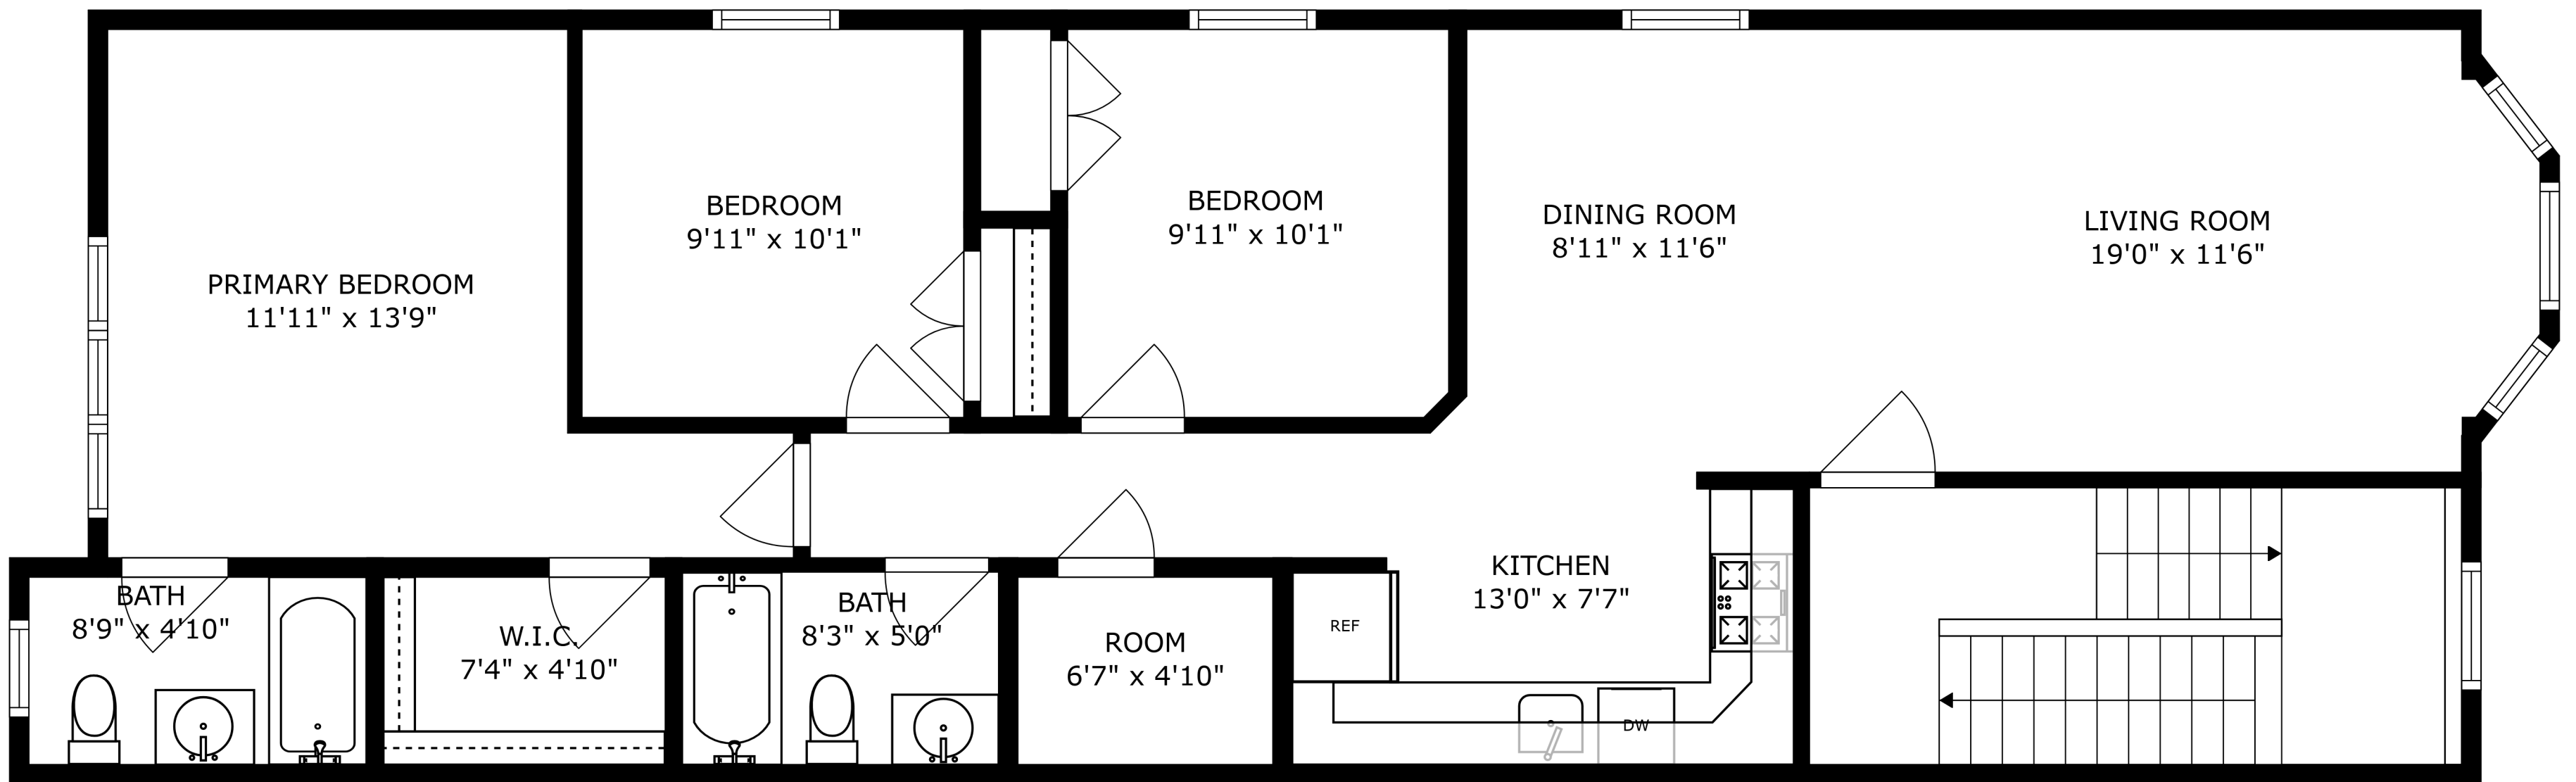 PRIMARY BEDROOM
11'11" x 13'9"
BEDROOM
9'11" x 10'1"
BEDROOM
9'11" x 10'1"
DINING ROOM
8'11" x 11'6"
LIVING ROOM
19'0" x 11'6"
BATH
8'9" x 4'10"
W.I.C.
7'4" x 4'10"
BATH
8'3" x 5'0"
ROOM
6'7" x 4'10"
REF
KITCHEN
13'0" x 7'7"
DW